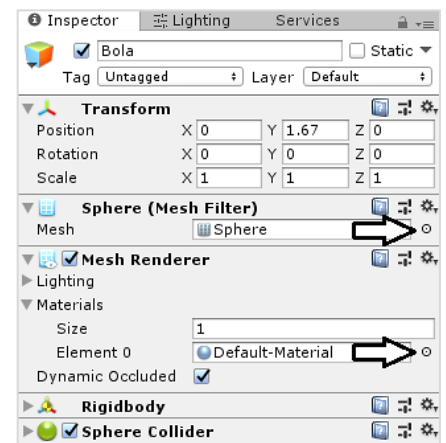 Inspector Lighting Services
Bola Static
Tag Untagged Layer Default
Transform
Position X 0 Y 1.67 Z 0
Rotation X 0 Y 0 Z 0
Scale X 1 Y 1 Z 1
Sphere (Mesh Filter)
Mesh Sphere
Mesh Renderer
Lighting
Materials
Size 1
Element 0 Default-Material
Dynamic Occluded
Rigidbody
Sphere Collider